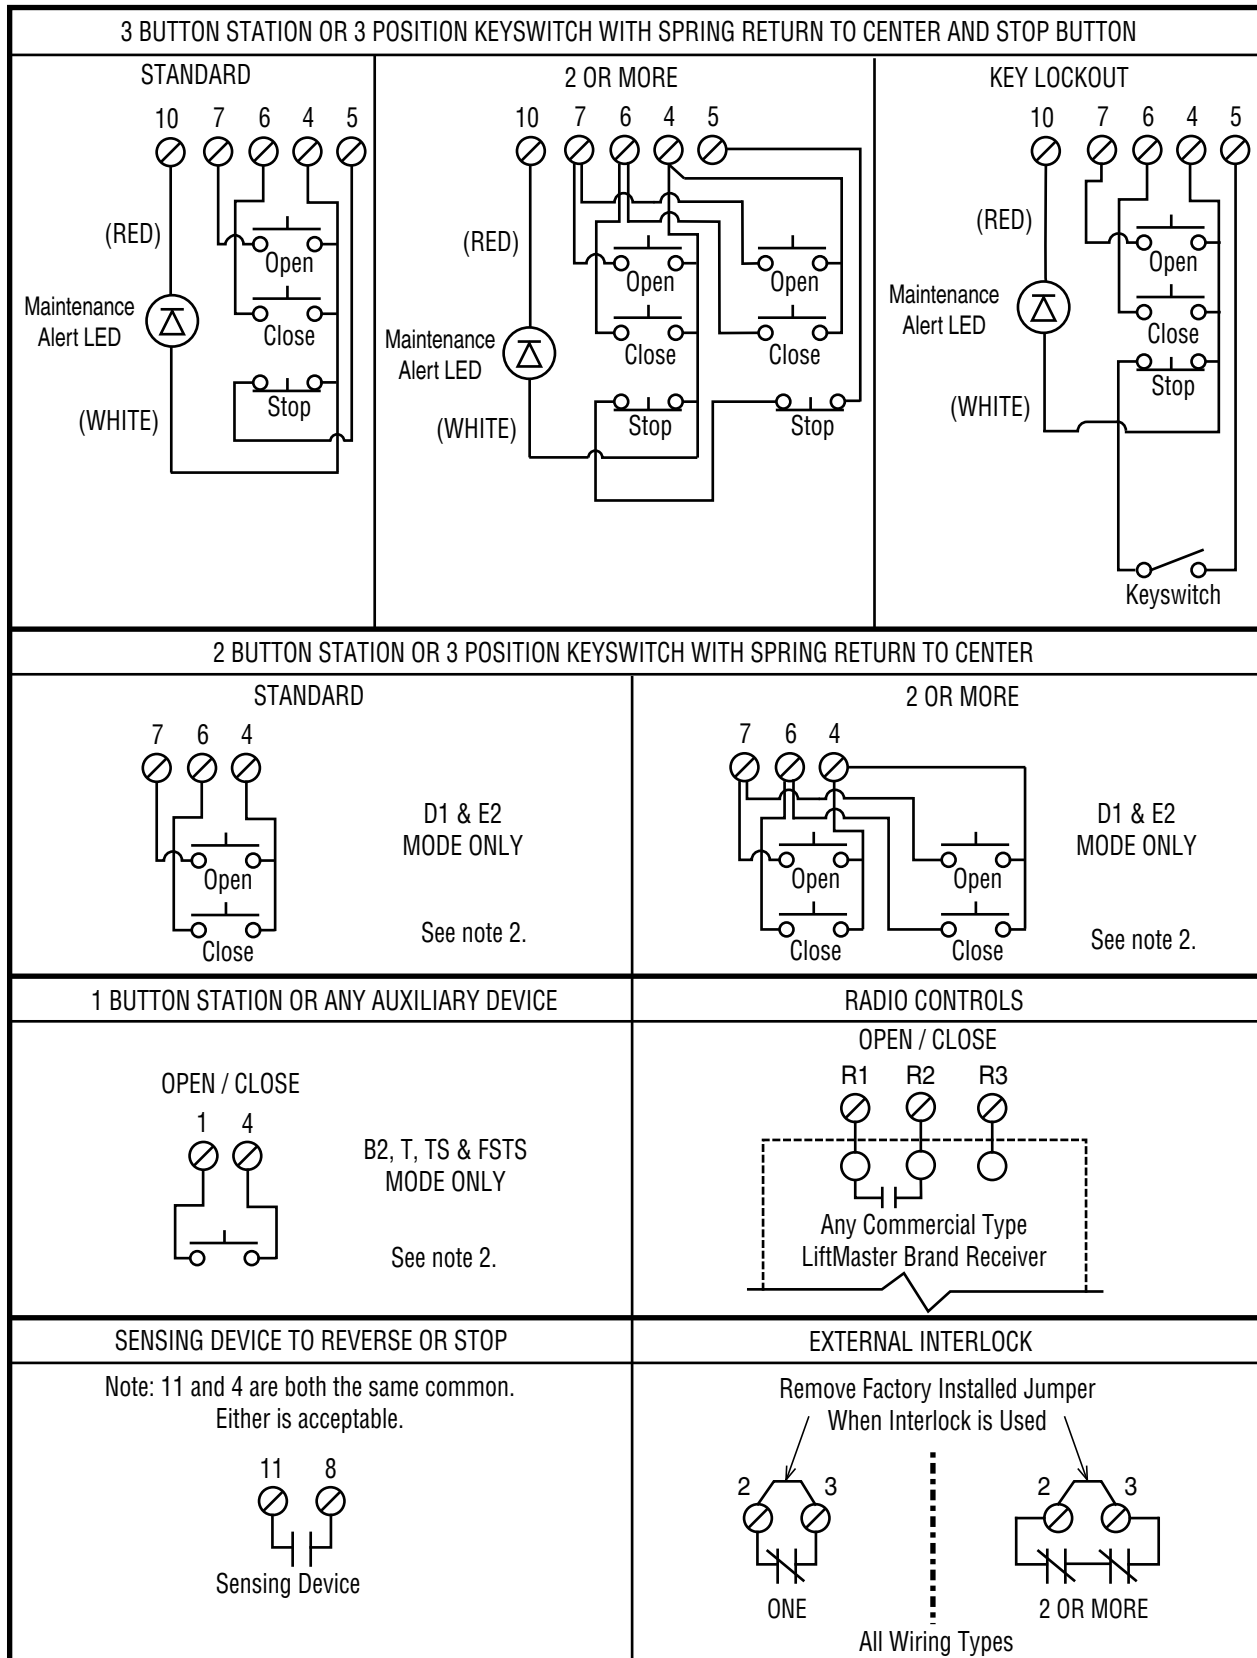 3 BUTTON STATION OR 3 POSITION KEYSWITCH WITH SPRING RETURN TO CENTER AND STOP BUTTON
STANDARD
10 7 6 4 5
(RED)
Open
Maintenance
Alert LED
Close
(WHITE)
Stop
2 OR MORE
10 7 6 4 5
(RED)
Open
Open
Maintenance
Alert LED
Close
Close
(WHITE)
Stop
Stop
KEY LOCKOUT
10 7 6 4 5
(RED)
Open
Maintenance
Alert LED
Close
(WHITE)
Stop
Keyswitch
2 BUTTON STATION OR 3 POSITION KEYSWITCH WITH SPRING RETURN TO CENTER
STANDARD
7 6 4
D1 & E2
MODE ONLY
Open
Close
See note 2.
2 OR MORE
7 6 4
D1 & E2
MODE ONLY
Open
Open
Close
Close
See note 2.
1 BUTTON STATION OR ANY AUXILIARY DEVICE
OPEN / CLOSE
1 4
B2, T, TS & FSTS
MODE ONLY
See note 2.
RADIO CONTROLS
OPEN / CLOSE
R1 R2 R3
Any Commercial Type
LiftMaster Brand Receiver
SENSING DEVICE TO REVERSE OR STOP
Note: 11 and 4 are both the same common.
Either is acceptable.
11 8
Sensing Device
EXTERNAL INTERLOCK
Remove Factory Installed Jumper
When Interlock is Used
2 3
2 3
ONE
2 OR MORE
All Wiring Types